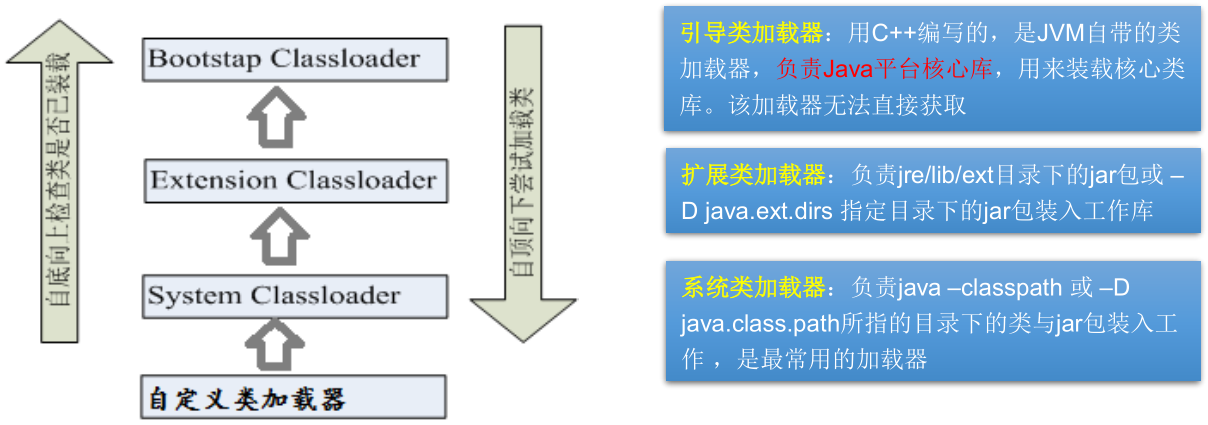 自底向上检查类是否已装载
Bootstap Classloader
Extension Classloader
System Classloader
自定义类加载器
自顶向下尝试加载类
引导类加载器：用C++编写的，是JVM自带的类
加载器，负责Java平台核心库，用来装载核心类
库。该加载器无法直接获取
扩展类加载器：负责jre/lib/ext目录下的jar包或 –
D java.ext.dirs 指定目录下的jar包装入工作库
系统类加载器：负责java –classpath 或 –D
java.class.path所指的目录下的类与jar包装入工
作 ，是最常用的加载器